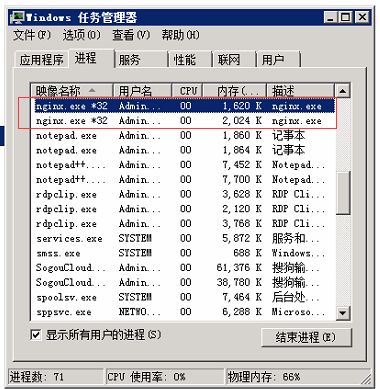 Windows 任务管理器
文件(F) 选项(O) 查看(V) 帮助(H)
应用程序 进程 服务 性能 联网 用户
映像名称 用户名 CPU 内存(... 描述
nginx.exe *32 Admin... 00 1,620 K nginx.exe
nginx.exe *32 Admin... 00 2,024 K nginx.exe
notepad.exe Admin... 00 1,860 K 记事本
notepad.exe Admin... 00 1,864 K 记事本
notepad++.... Admin... 00 7,452 K Notepad...
notepad++.... Admin... 00 7,700 K Notepad...
rdpclip.exe Admin... 00 3,628 K RDP Cli...
rdpclip.exe Admin... 00 2,120 K RDP Cli...
rdpclip.exe Admin... 00 3,768 K RDP Cli...
services.exe SYSTEM 00 5,872 K 服务和...
smss.exe SYSTEM 00 688 K Windows...
SogouCloud... Admin... 00 61,376 K 搜狗输...
SogouCloud... Admin... 00 38,780 K 搜狗输...
spoolsv.exe SYSTEM 00 7,464 K 后台处...
sppsvc.exe NETWO... 00 6,288 K Microso...
显示所有用户的进程(S) 结束进程(E)
进程数: 71 CPU 使用率: 0% 物理内存: 66%